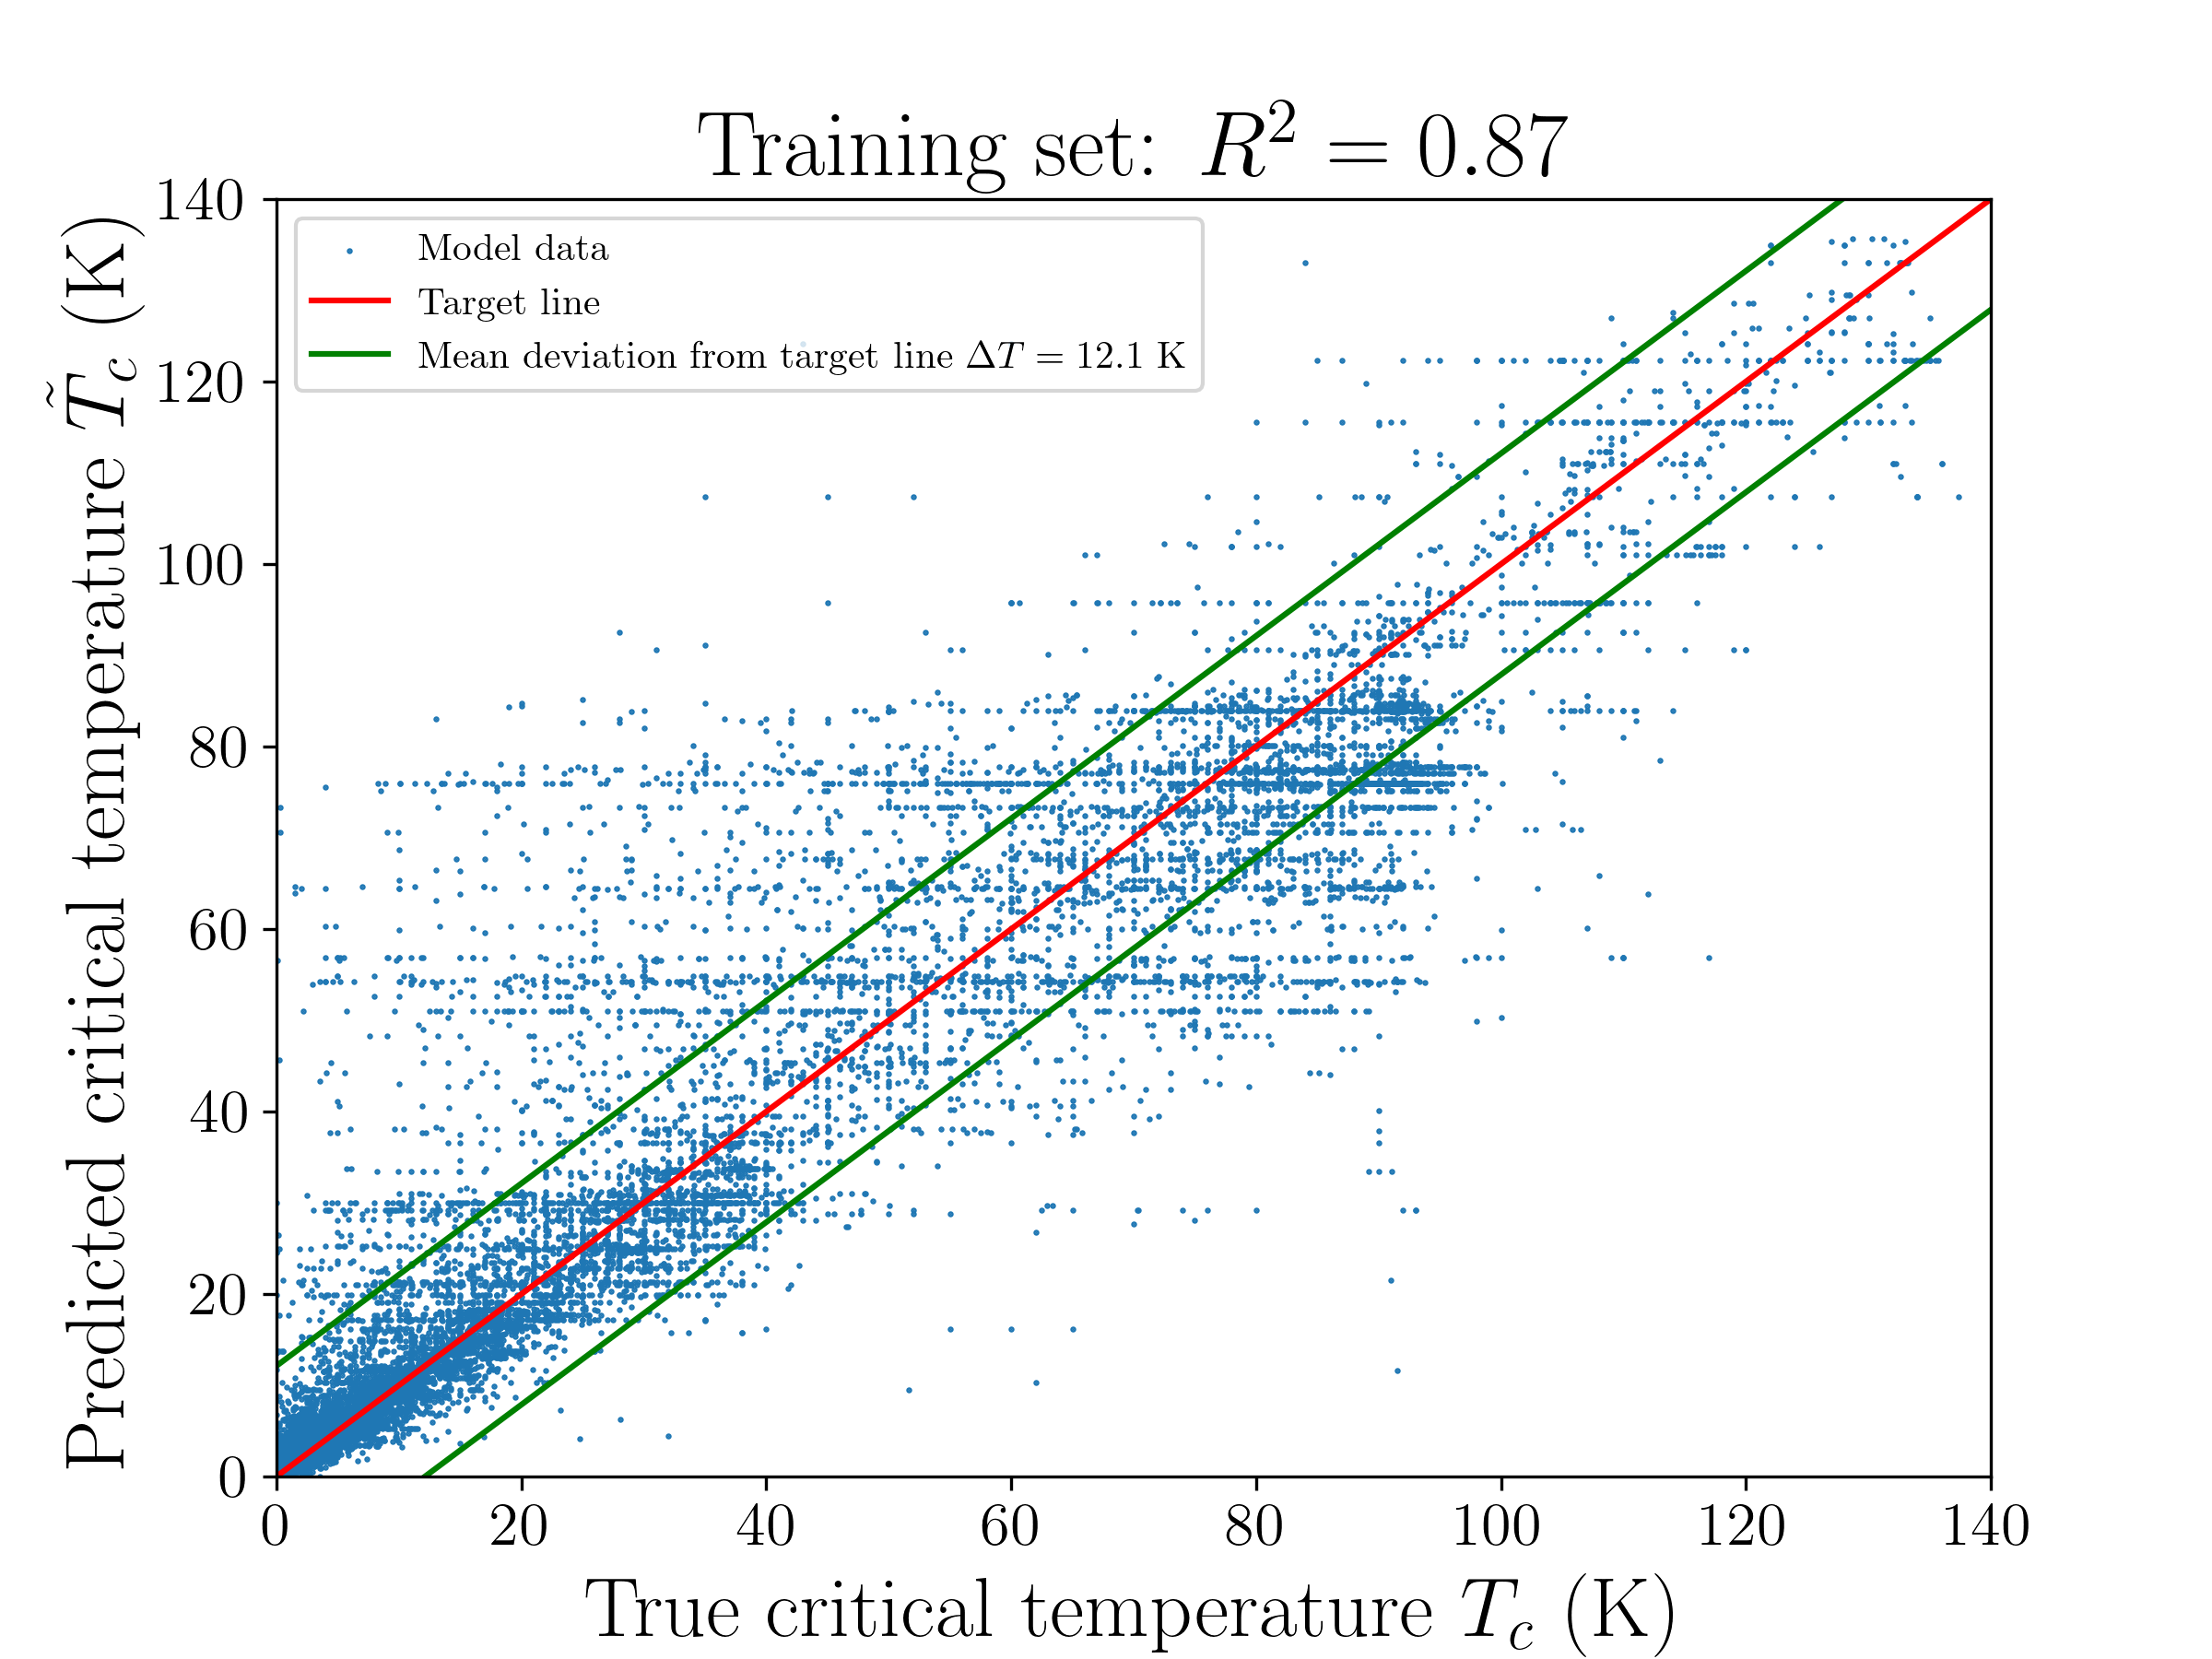 Training set: R² = 0.87
Predicted critical temperature T̃c (K)
140
120
100
80
60
40
20
0
Model data
Target line
Mean deviation from target line ΔT = 12.1 K
0 20 40 60 80 100 120 140
True critical temperature Tc (K)